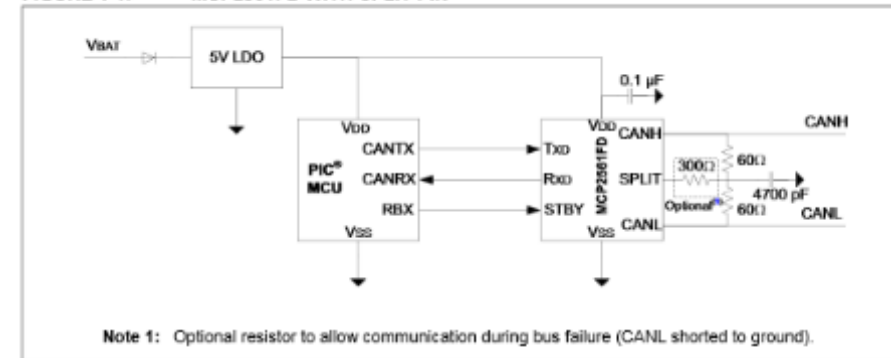 VBAT
5V LDO
0.1 µF
VDD
CANTX
PIC®
MCU
CANRX
RBX
VSS
VDD
CANH
TXD
RXD
SPLIT
STBY
MCP2561FD
CANL
VSS
300Ω
Optional(1)
60Ω
4700 pF
60Ω
CANH
CANL
Note 1: Optional resistor to allow communication during bus failure (CANL shorted to ground).